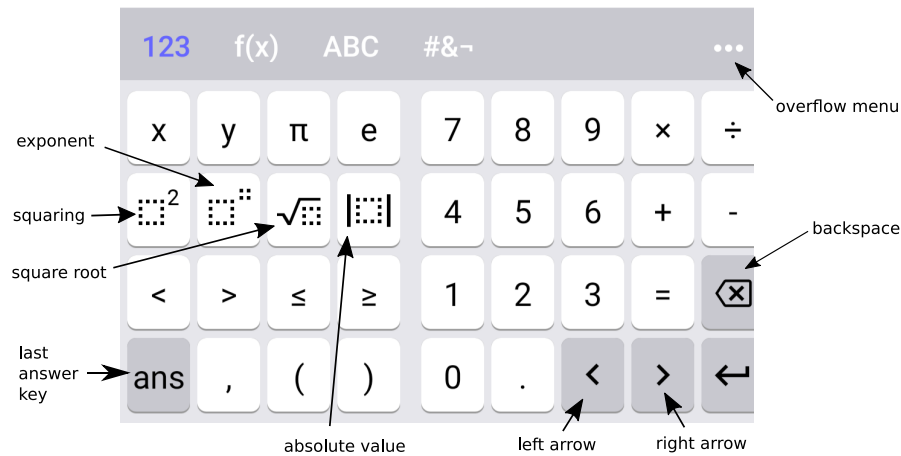 123 f(x) ABC #&¬ •••
overflow menu
x y π e 7 8 9 × ÷
exponent
squaring
2 4 5 6 + -
backspace
square root
< > ≤ ≥ 1 2 3 =
last
answer
key
ans , ( ) 0 . < >
absolute value
left arrow
right arrow